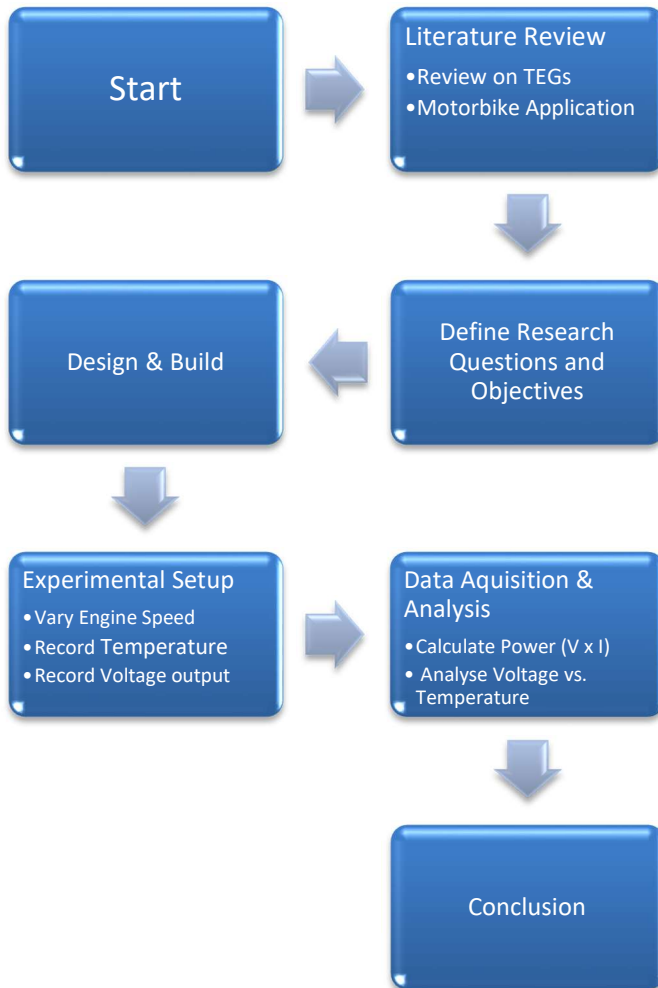 Start
Literature Review
•Review on TEGs
•Motorbike Application
Define Research
Questions and
Objectives
Design & Build
Experimental Setup
•Vary Engine Speed
•Record Temperature
•Record Voltage output
Data Aquisition &
Analysis
•Calculate Power (V x I)
• Analyse Voltage vs.
Temperature
Conclusion